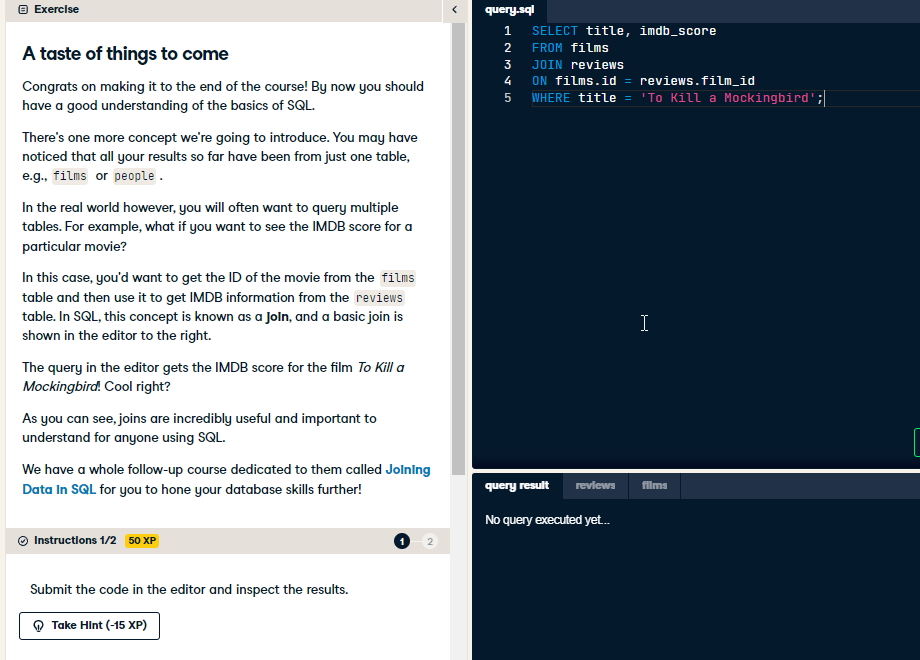 Exercise
A taste of things to come
Congrats on making it to the end of the course! By now you should
have a good understanding of the basics of SQL.
There's one more concept we're going to introduce. You may have
noticed that all your results so far have been from just one table,
e.g., films or people .
In the real world however, you will often want to query multiple
tables. For example, what if you want to see the IMDB score for a
particular movie?
In this case, you'd want to get the ID of the movie from the films
table and then use it to get IMDB information from the reviews
table. In SQL, this concept is known as a join, and a basic join is
shown in the editor to the right.
The query in the editor gets the IMDB score for the film To Kill a
Mockingbird! Cool right?
As you can see, joins are incredibly useful and important to
understand for anyone using SQL.
We have a whole follow-up course dedicated to them called Joining
Data in SQL for you to hone your database skills further!
Instructions 1/2 50 XP 1 2
Submit the code in the editor and inspect the results.
Take Hint (-15 XP)
query.sql
1 SELECT title, imdb_score
2 FROM films
3 JOIN reviews
4 ON films.id = reviews.film_id
5 WHERE title = 'To Kill a Mockingbird';
query result reviews films
No query executed yet...